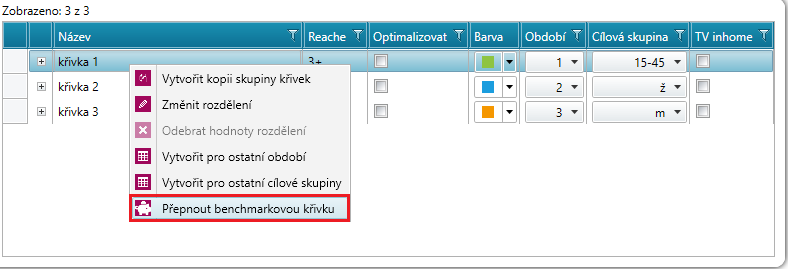 Zobrazeno: 3 z 3
Název Reache Optimalizovat Barva Období Cílová skupina TV inhome
křivka 1 3+ 1 15-45
křivka 2 2 ž
křivka 3 3 m
Vytvořit kopii skupiny křivek
Změnit rozdělení
Odebrat hodnoty rozdělení
Vytvořit pro ostatní období
Vytvořit pro ostatní cílové skupiny
Přepnout benchmarkovou křivku